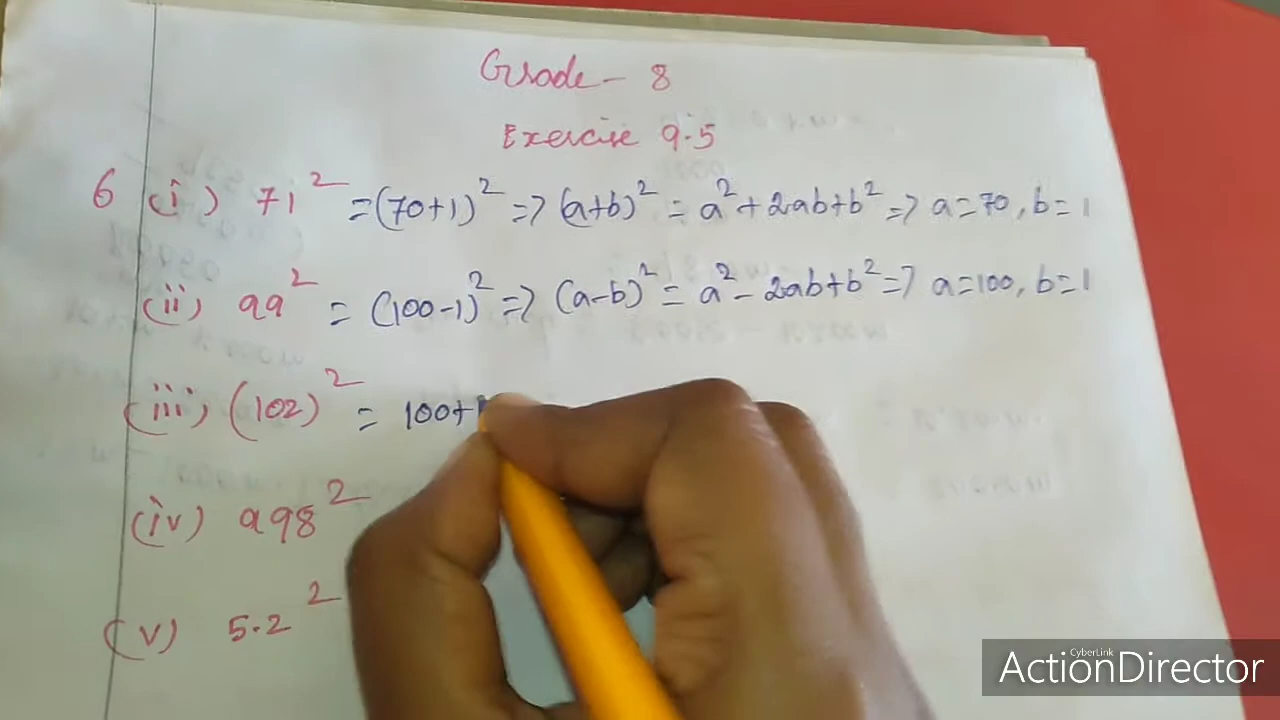 Grade - 8
Exercise 9.5
6 (i) 71² = (70+1)² => (a+b)² = a² + 2ab + b² => a=70, b=1
(ii) 99² = (100-1)² => (a-b)² = a² - 2ab + b² => a=100, b=1
(iii) (102)² = 100+
(iv) 998²
(v) 5.2²
CyberLink
ActionDirector